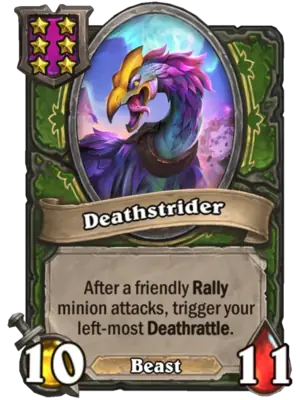 Deathstrider
After a friendly Rally
minion attacks, trigger your
left-most Deathrattle.
10
Beast
11